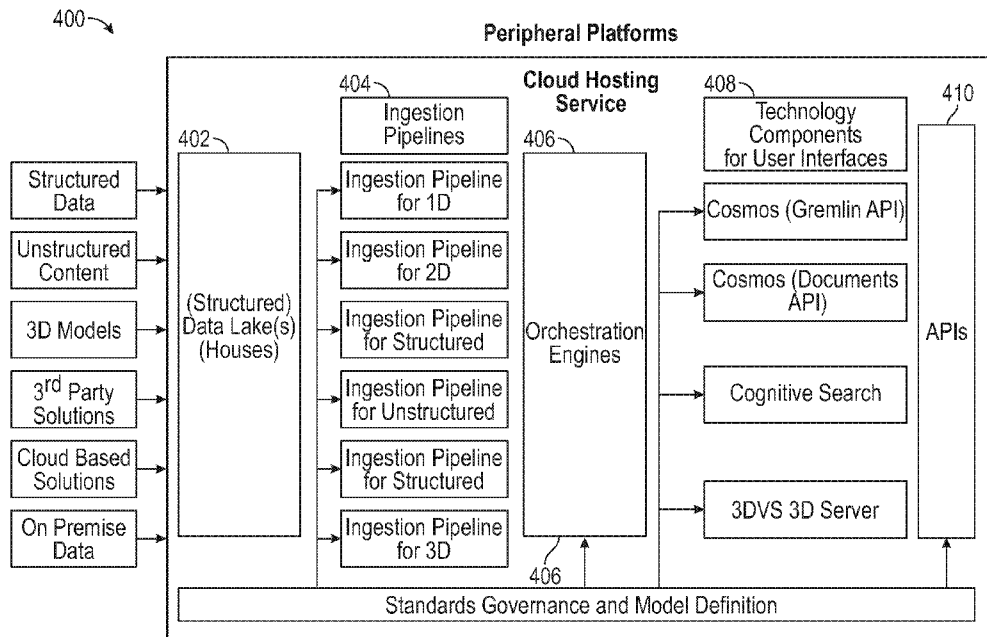 400
Peripheral Platforms
Cloud Hosting
Service
404
Ingestion
Pipelines
408
Technology
Components
for User Interfaces
410
402
406
Structured
Data
Unstructured
Content
3D Models
3rd Party
Solutions
Cloud Based
Solutions
On Premise
Data
(Structured)
Data Lake(s)
(Houses)
Ingestion Pipeline
for 1D
Ingestion Pipeline
for 2D
Ingestion Pipeline
for Structured
Ingestion Pipeline
for Unstructured
Ingestion Pipeline
for Structured
Ingestion Pipeline
for 3D
Orchestration
Engines
406
Cosmos (Gremlin API)
Cosmos (Documents
API)
Cognitive Search
3DVS 3D Server
APIs
Standards Governance and Model Definition